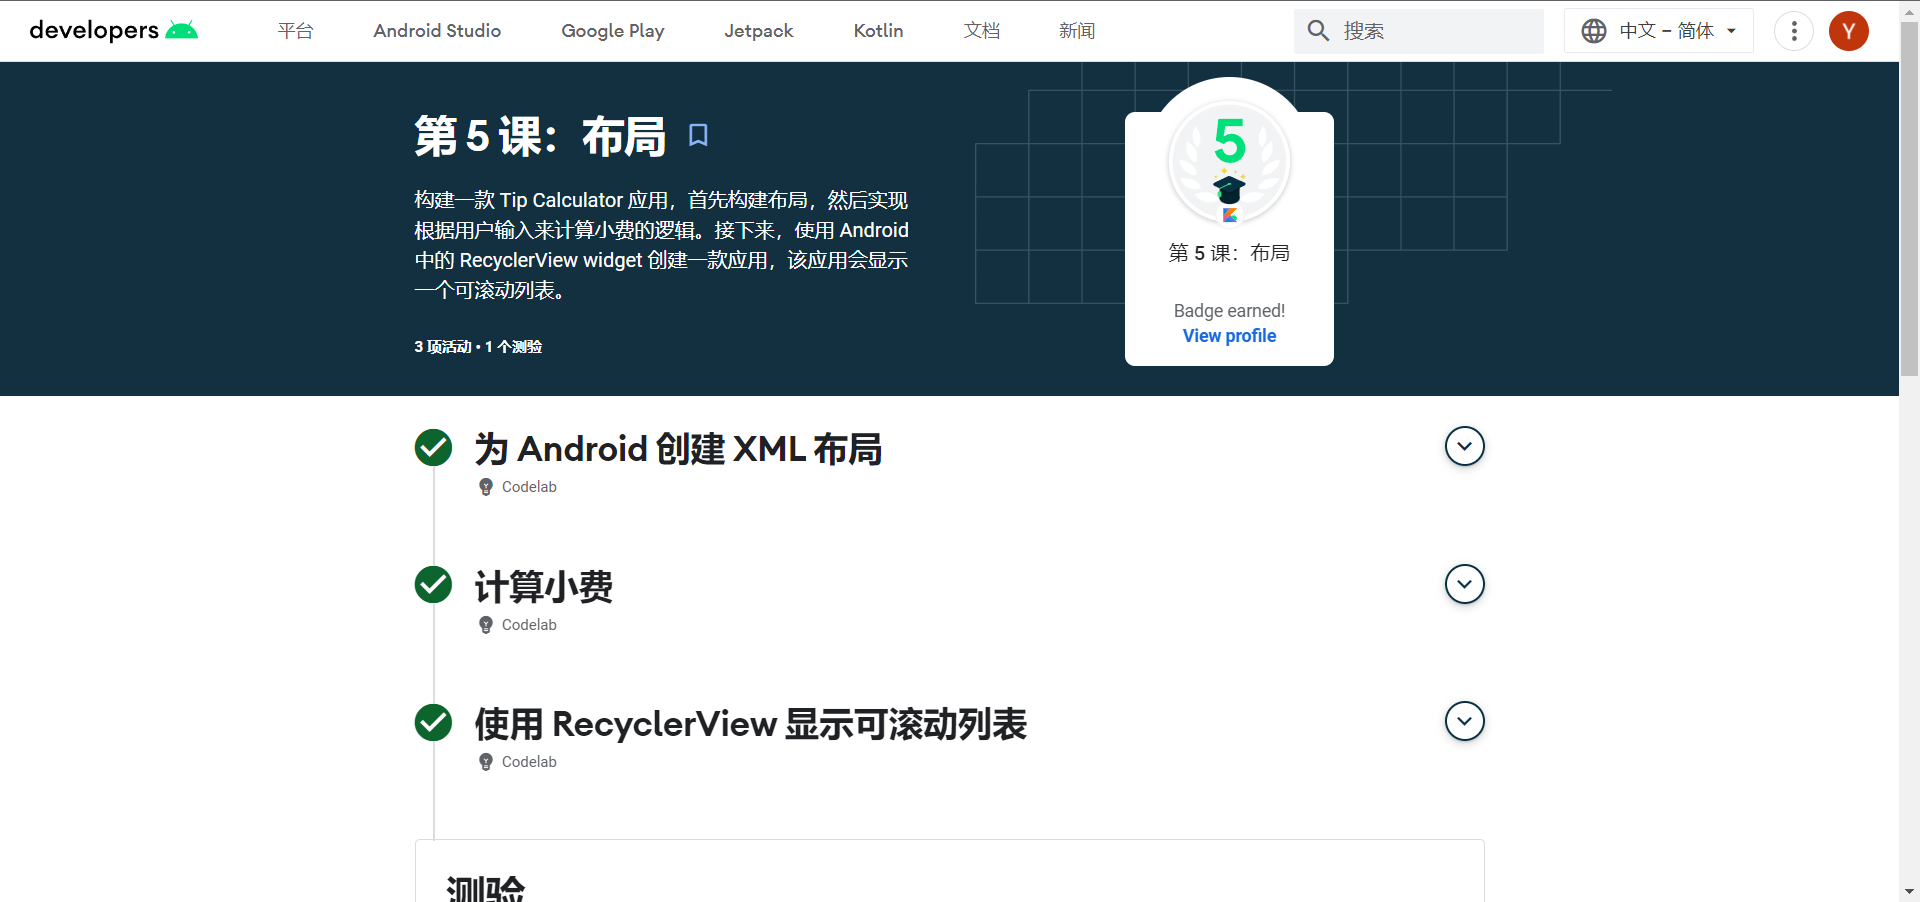 developers
平台
Android Studio
Google Play
Jetpack
Kotlin
文档
新闻
搜索
中文 – 简体
Y
第 5 课：布局
构建一款 Tip Calculator 应用，首先构建布局，然后实现
根据用户输入来计算小费的逻辑。接下来，使用 Android
中的 RecyclerView widget 创建一款应用，该应用会显示
一个可滚动列表。
3 项活动 • 1 个测验
5
第 5 课：布局
Badge earned!
View profile
为 Android 创建 XML 布局
Codelab
计算小费
Codelab
使用 RecyclerView 显示可滚动列表
Codelab
测验